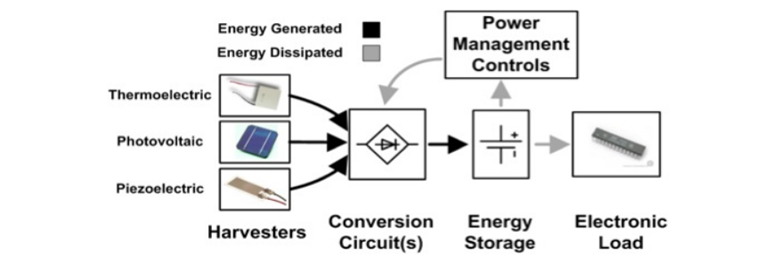 Energy Generated
Energy Dissipated
Power
Management
Controls
Thermoelectric
Photovoltaic
Piezoelectric
+
Harvesters
Conversion
Circuit(s)
Energy
Storage
Electronic
Load